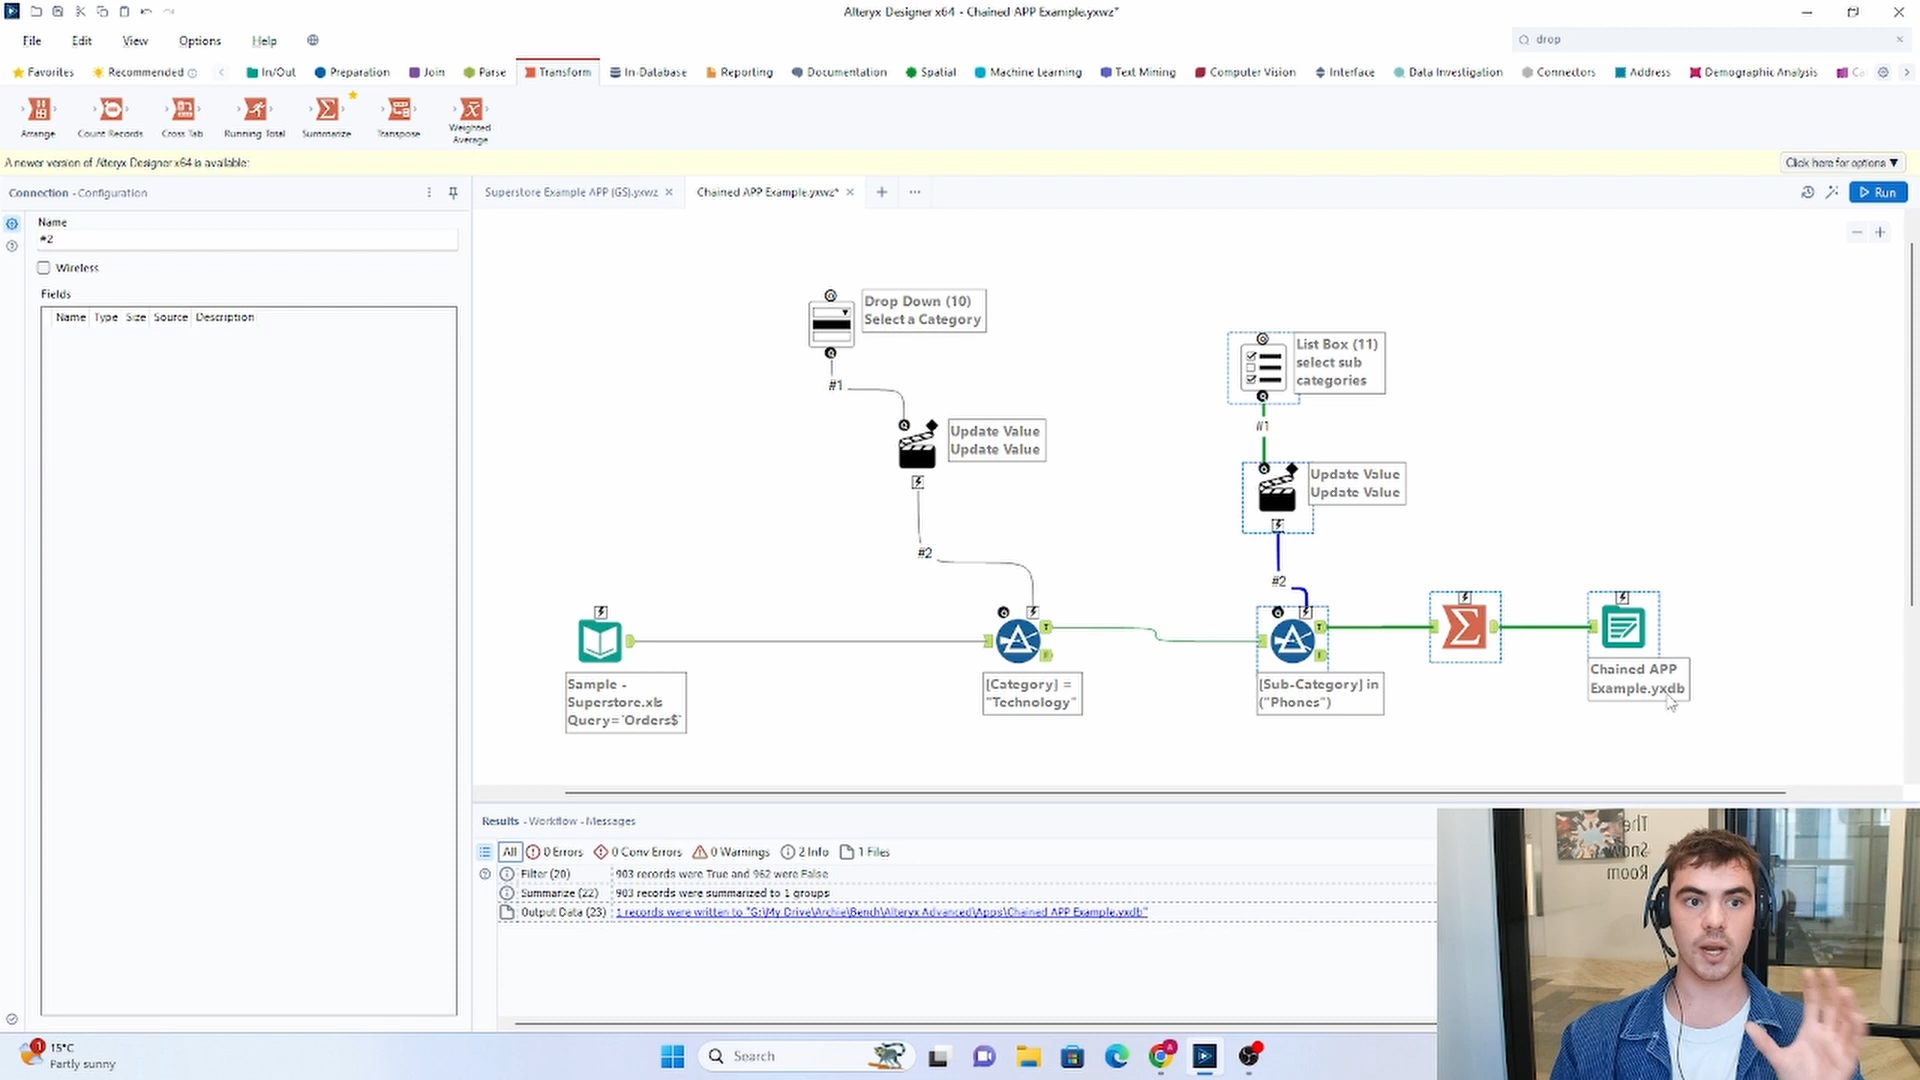 Alteryx Designer x64 - Chained APP Example.yxwz*
File Edit View Options Help
drop
Favorites Recommended In/Out Preparation Join Parse Transform In-Database Reporting Documentation Spatial Machine Learning Text Mining Computer Vision Interface Data Investigation Connectors Address Demographic Analysis Ca
Arrange Count Records Cross Tab Running Total Summarize Transpose Weighted Average
A newer version of Alteryx Designer x64 is available:
Click here for options ▼
Connection - Configuration
Superstore Example APP (GS).yxwz
Chained APP Example.yxwz*
Run
Name
#2
Wireless
Fields
Name Type Size Source Description
Drop Down (10)
Select a Category
#1
Update Value
Update Value
#2
List Box (11)
select sub
categories
#1
Update Value
Update Value
#2
T
T
Sample -
Superstore.xls
Query=`Orders$`
[Category] =
"Technology"
[Sub-Category] in
("Phones")
Chained APP
Example.yxdb
Results - Workflow - Messages
All 0 Errors 0 Conv Errors 0 Warnings 2 Info 1 Files
Filter (20) 903 records were True and 962 were False
Summarize (22) 903 records were summarized to 1 groups
Output Data (23) 1 records were written to "G:\My Drive\Archie\Bench\Alteryx Advanced\Apps\Chained APP Example.yxdb"
The
Snow
Room
1
15°C
Partly sunny
Search